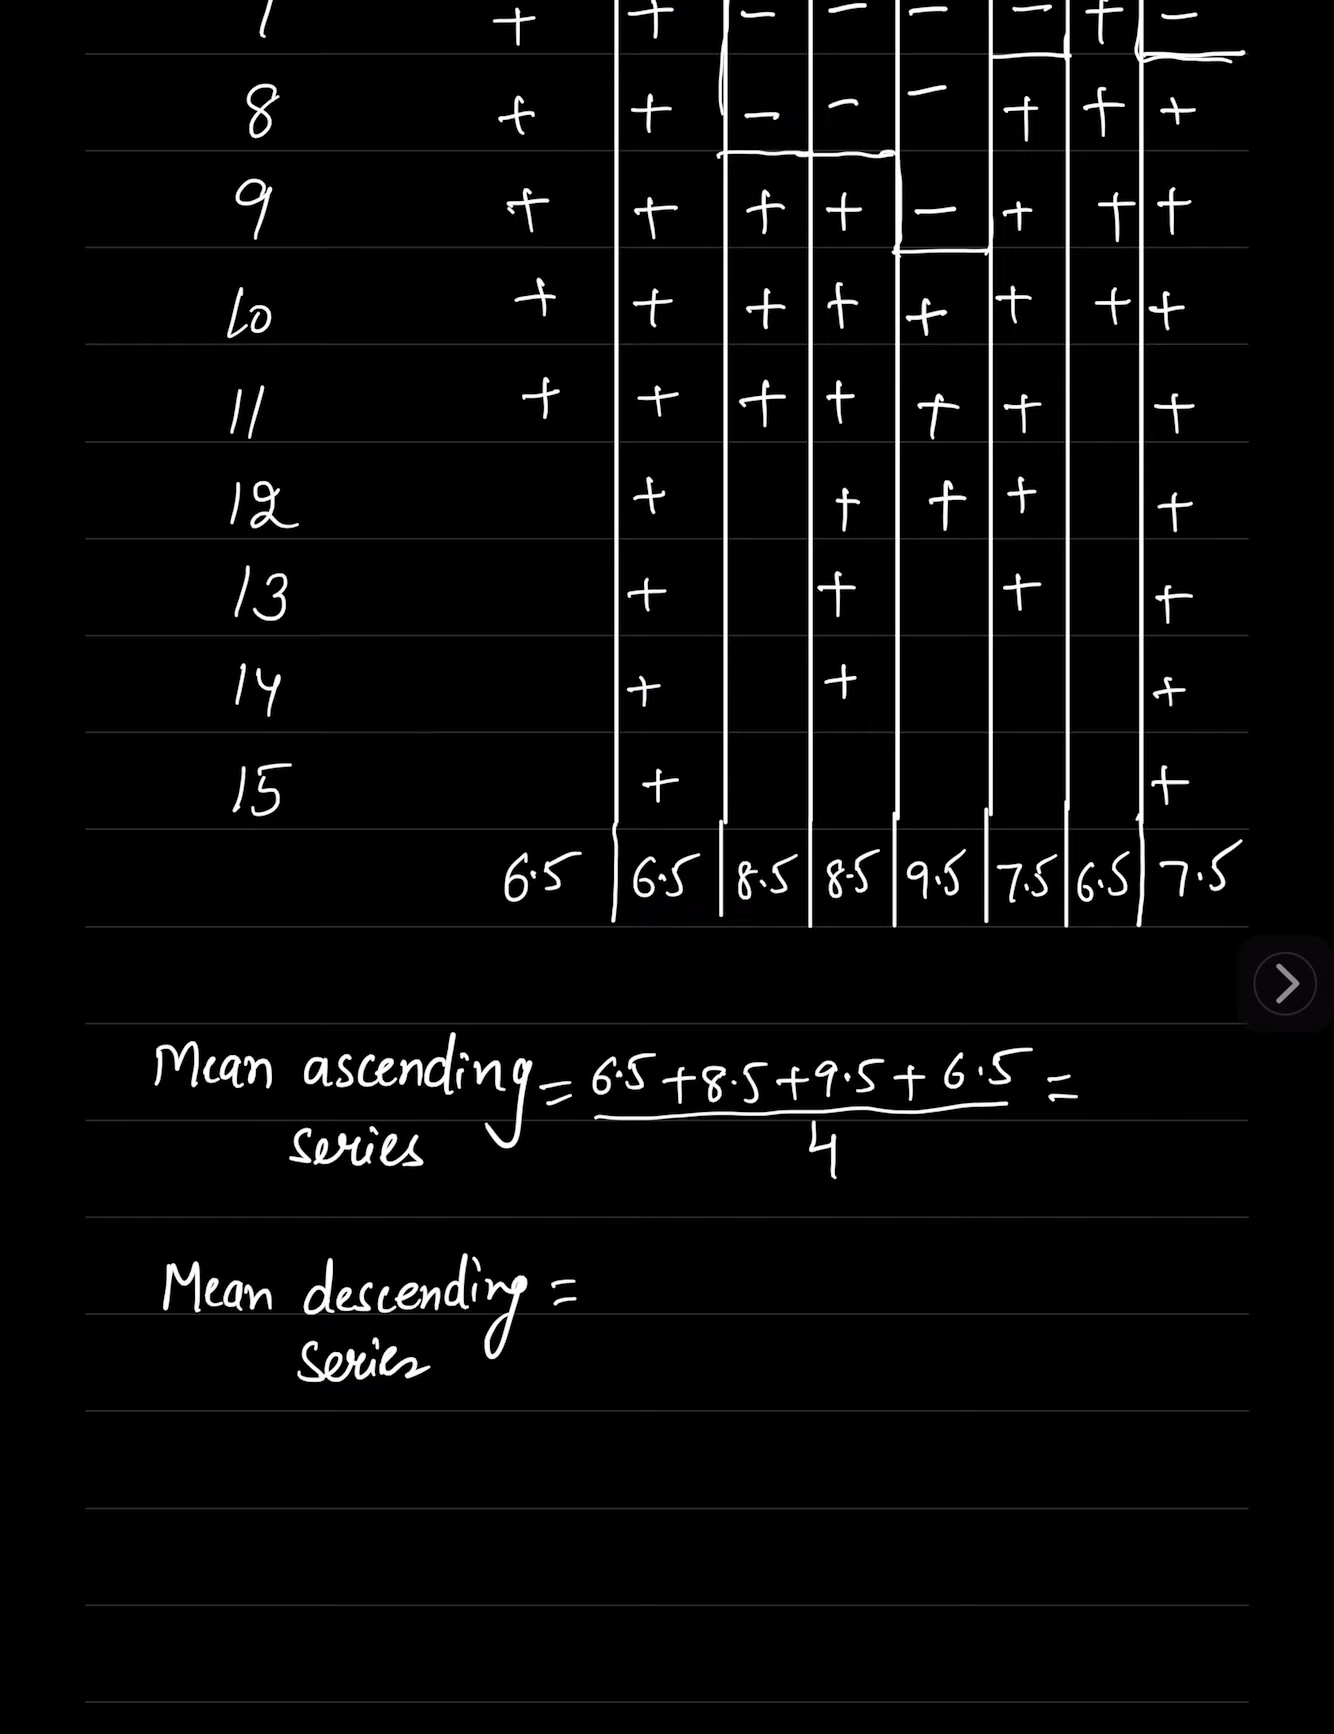 7 + + - - - - + -
8 + + - - - + + +
9 + + + + - + + +
10 + + + + + + + +
11 + + + + + + +
12 + + + + +
13 + + + +
14 + + +
15 + +
6.5 6.5 8.5 8.5 9.5 7.5 6.5 7.5
Mean ascending series = 6.5 + 8.5 + 9.5 + 6.5 =
4
Mean descending series =